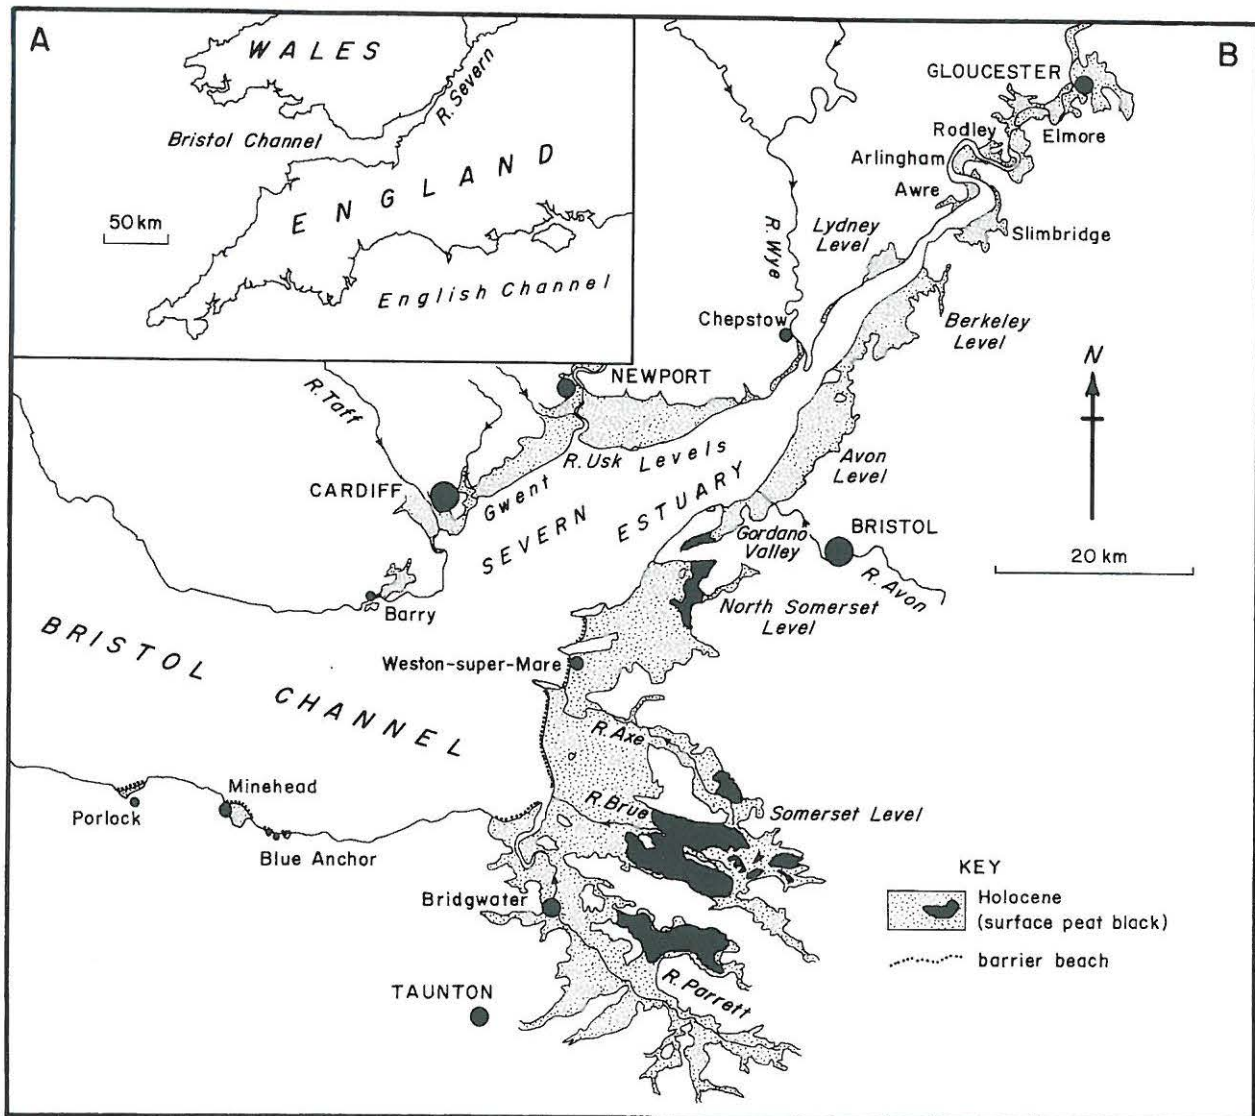 A
WALES
R. Severn
Bristol Channel
ENGLAND
50 km
English Channel
B
GLOUCESTER
Rodley
Elmore
Arlingham
Awre
Slimbridge
Lydney
Level
R. Wye
Chepstow
Berkeley
Level
N
NEWPORT
R. Taff
R. Usk
Gwent Levels
Avon
Level
CARDIFF
SEVERN ESTUARY
BRISTOL
Gordano
Valley
20 km
R. Avon
Barry
North Somerset
Level
BRISTOL CHANNEL
Weston-super-Mare
R. Axe
Minehead
Porlock
R. Brue
Somerset Level
Blue Anchor
KEY
Holocene
(surface peat black)
Bridgwater
barrier beach
R. Parrett
TAUNTON